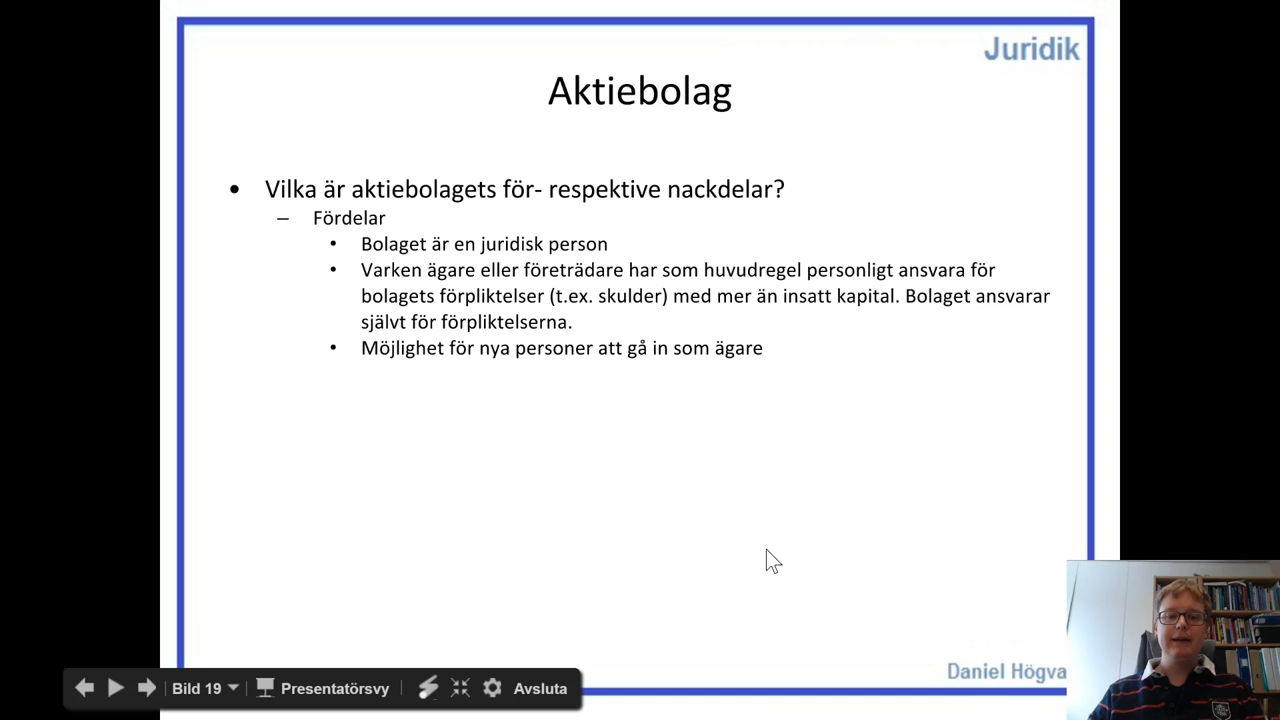 Juridik
Aktiebolag
• Vilka är aktiebolagets för- respektive nackdelar?
– Fördelar
• Bolaget är en juridisk person
• Varken ägare eller företrädare har som huvudregel personligt ansvara för
bolagets förpliktelser (t.ex. skulder) med mer än insatt kapital. Bolaget ansvarar
självt för förpliktelserna.
• Möjlighet för nya personer att gå in som ägare
Daniel Högva
Bild 19
Presentatörsvy
Avsluta